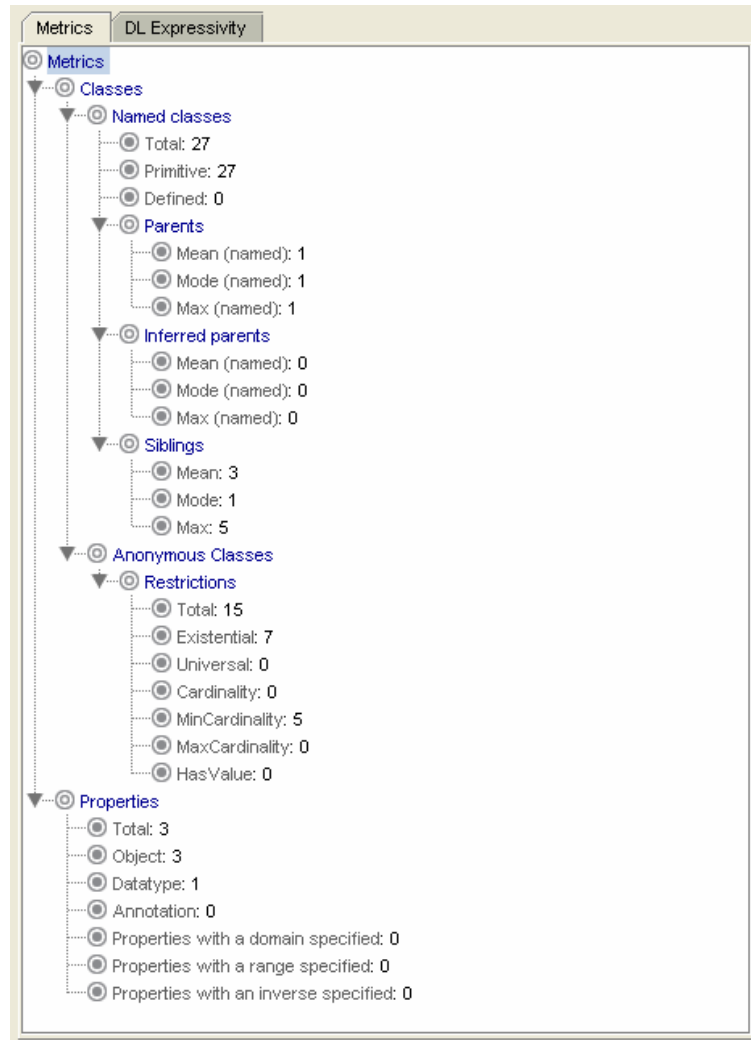 Metrics DL Expressivity
Metrics
Classes
Named classes
Total: 27
Primitive: 27
Defined: 0
Parents
Mean (named): 1
Mode (named): 1
Max (named): 1
Inferred parents
Mean (named): 0
Mode (named): 0
Max (named): 0
Siblings
Mean: 3
Mode: 1
Max: 5
Anonymous Classes
Restrictions
Total: 15
Existential: 7
Universal: 0
Cardinality: 0
MinCardinality: 5
MaxCardinality: 0
HasValue: 0
Properties
Total: 3
Object: 3
Datatype: 1
Annotation: 0
Properties with a domain specified: 0
Properties with a range specified: 0
Properties with an inverse specified: 0